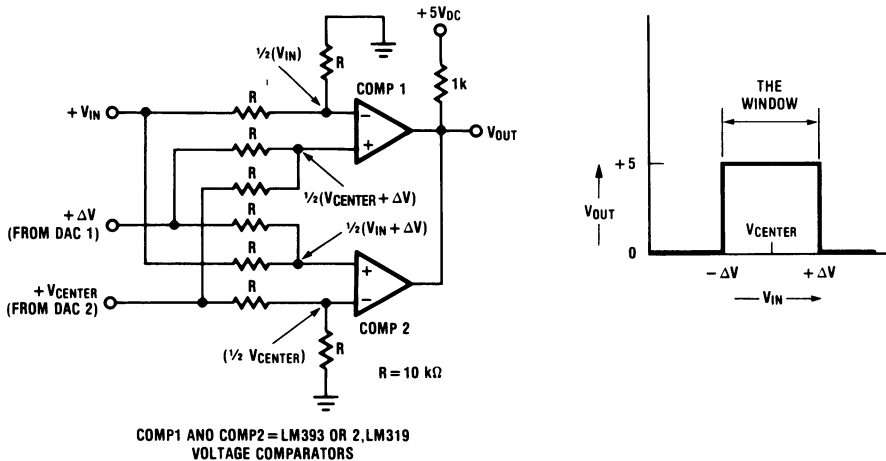 +5VDC
½(VIN)
R
1k
COMP 1
R
+ VIN
−
R
+
VOUT
R
½(VCENTER + ΔV)
+ ΔV
(FROM DAC 1)
R
½(VIN + ΔV)
R
+
+ VCENTER
(FROM DAC 2)
R
−
COMP 2
(½ VCENTER)
R
R = 10 kΩ
COMP1 AND COMP2 = LM393 OR 2,LM319
VOLTAGE COMPARATORS
THE
WINDOW
+5
VOUT
VCENTER
0
− ΔV
+ ΔV
VIN